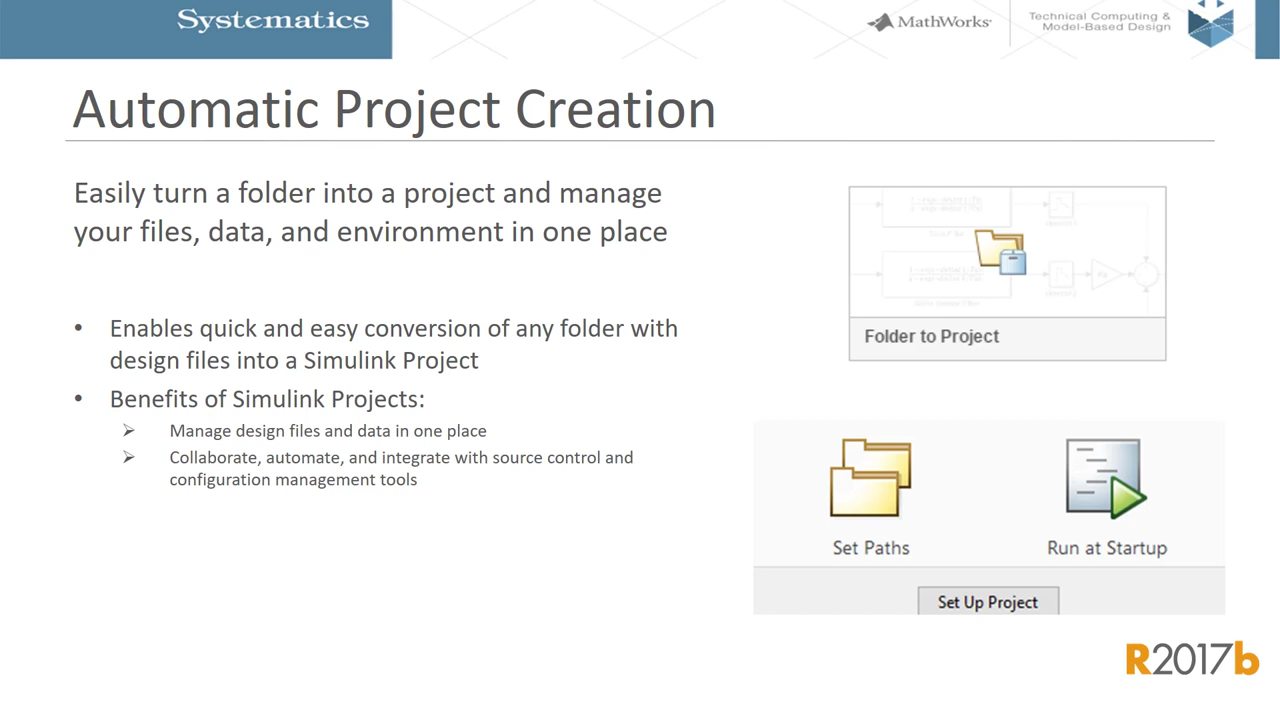 Systematics
MathWorks
Technical Computing &
Model-Based Design
Automatic Project Creation
Easily turn a folder into a project and manage
your files, data, and environment in one place
• Enables quick and easy conversion of any folder with
design files into a Simulink Project
• Benefits of Simulink Projects:
➢ Manage design files and data in one place
➢ Collaborate, automate, and integrate with source control and
configuration management tools
Folder to Project
Set Paths
Run at Startup
Set Up Project
R2017b